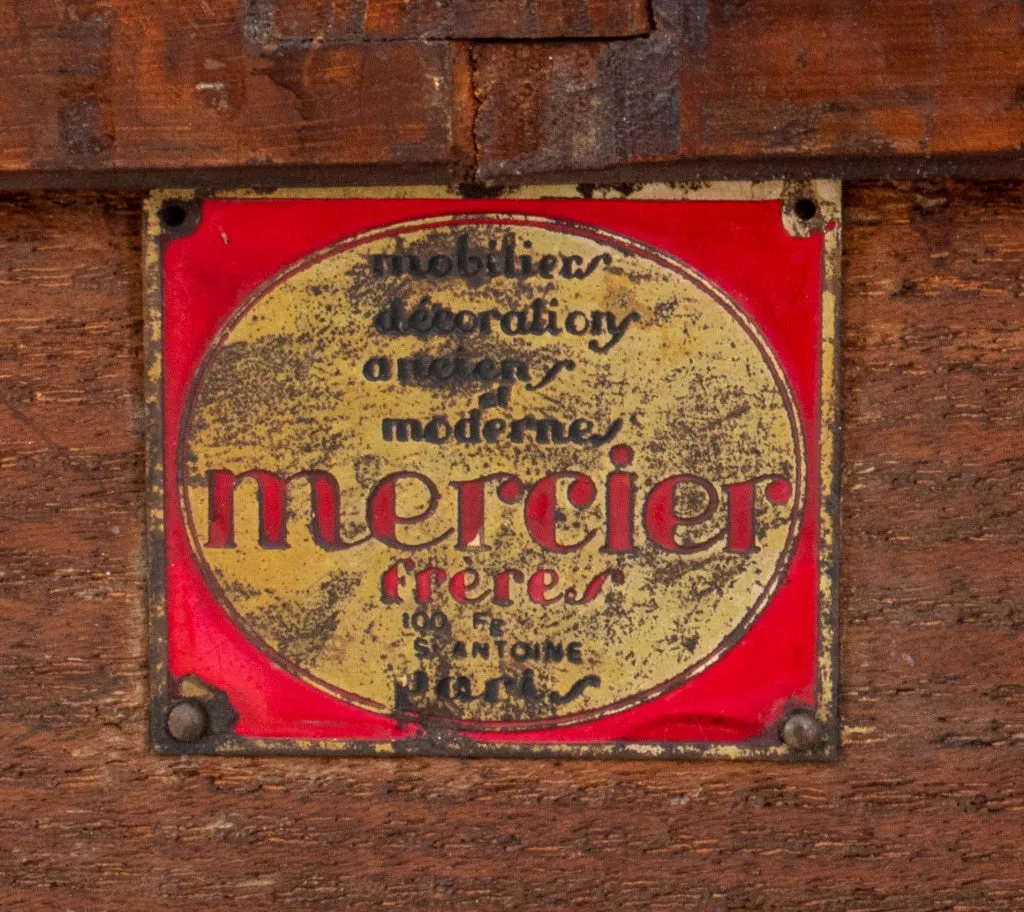 mobiliers
décorations
anciens
et
modernes
mercier
frères
100 FG
ST ANTOINE
paris